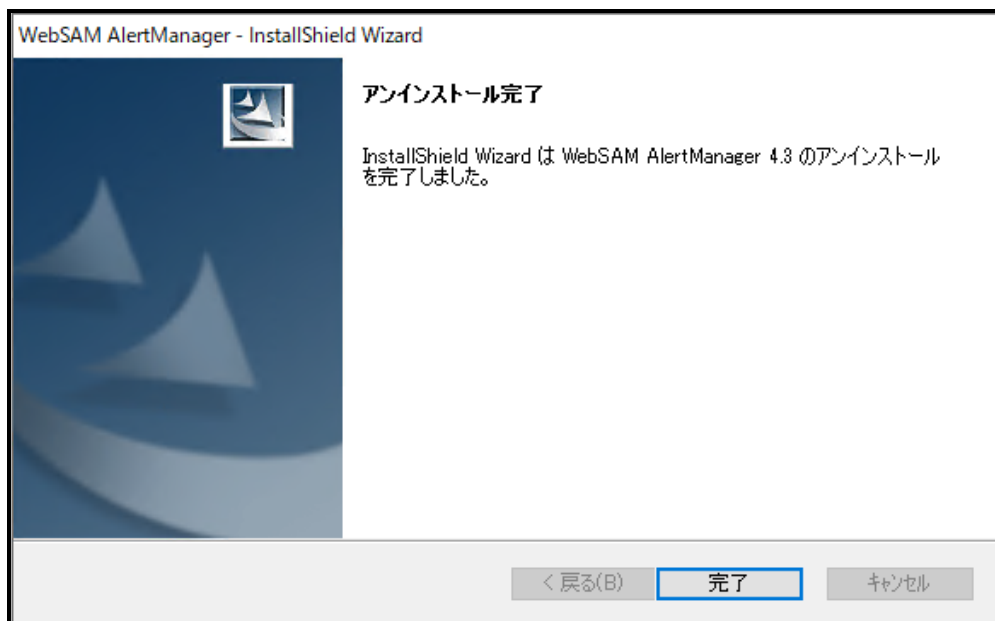 WebSAM AlertManager - InstallShield Wizard
アンインストール完了
InstallShield Wizard は WebSAM AlertManager 4.3 のアンインストール
を完了しました。
< 戻る(B)
完了
キャンセル